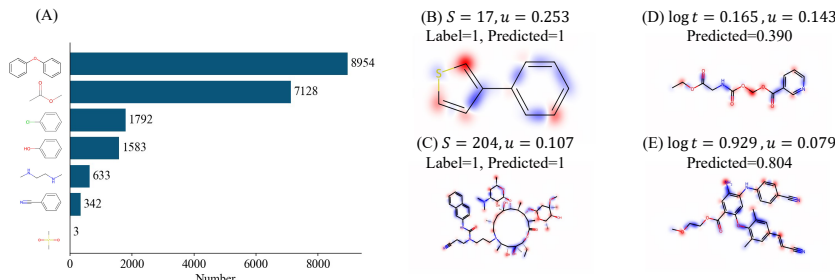 (A)
8954
7128
1792
1583
633
342
3
0 2000 4000 6000 8000
Number
(B) S = 17, u = 0.253
Label=1, Predicted=1
(C) S = 204, u = 0.107
Label=1, Predicted=1
(D) log t = 0.165, u = 0.143
Predicted=0.390
(E) log t = 0.929, u = 0.079
Predicted=0.804